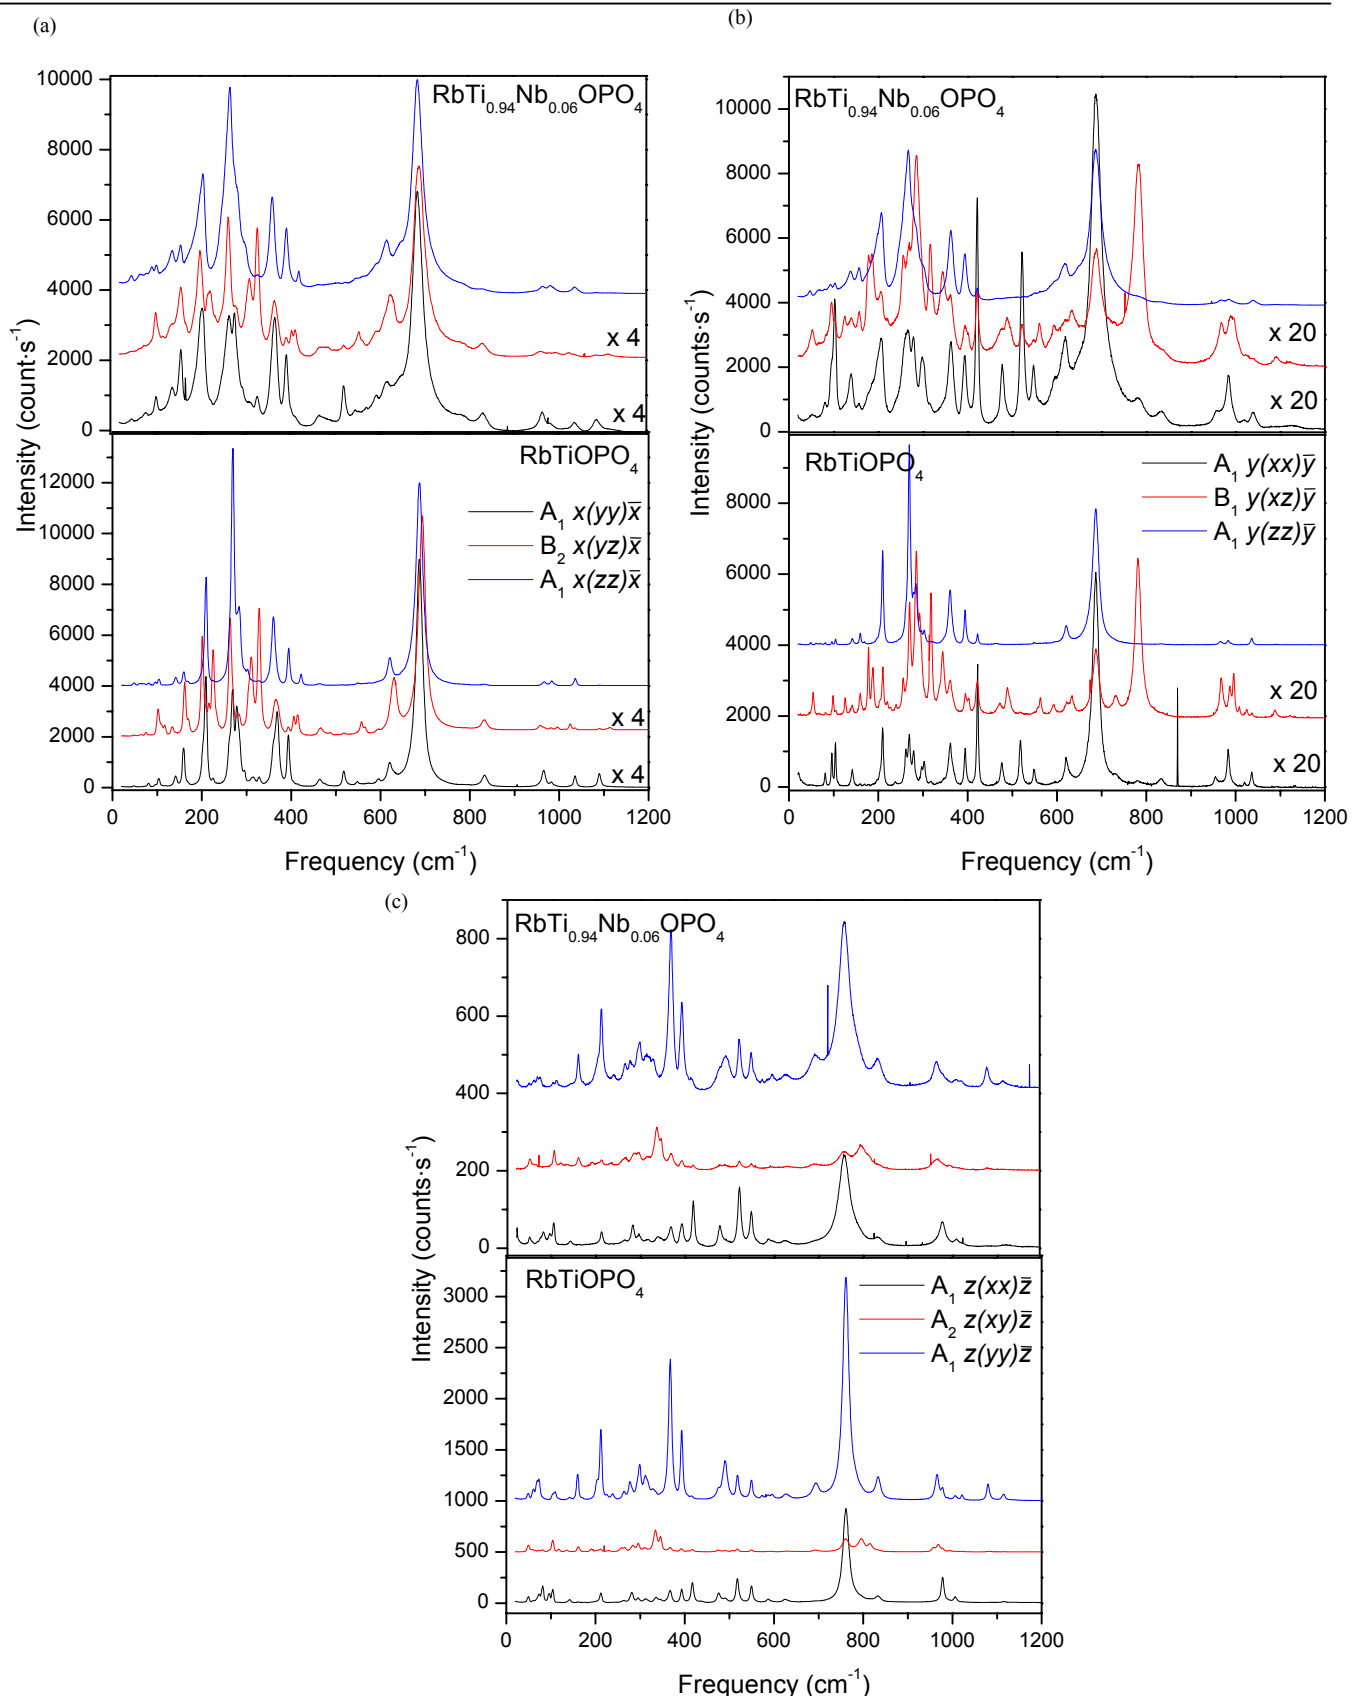 (a)
RbTi0.94Nb0.06OPO4
10000
8000
6000
4000
2000
0
x 4
x 4
RbTiOPO4
A1 x(yy)x̄
B2 x(yz)x̄
A1 x(zz)x̄
12000
10000
8000
6000
4000
2000
0
x 4
x 4
0 200 400 600 800 1000 1200
Intensity (count·s-1)
Frequency (cm-1)
(b)
RbTi0.94Nb0.06OPO4
10000
8000
6000
4000
2000
0
x 20
x 20
RbTiOPO4
A1 y(xx)ȳ
B1 y(xz)ȳ
A1 y(zz)ȳ
8000
6000
4000
2000
0
x 20
x 20
0 200 400 600 800 1000 1200
Intensity (counts·s-1)
Frequency (cm-1)
(c)
RbTi0.94Nb0.06OPO4
800
600
400
200
0
RbTiOPO4
A1 z(xx)z̄
A2 z(xy)z̄
A1 z(yy)z̄
3000
2500
2000
1500
1000
500
0
0 200 400 600 800 1000 1200
Intensity (counts·s-1)
Frequency (cm-1)